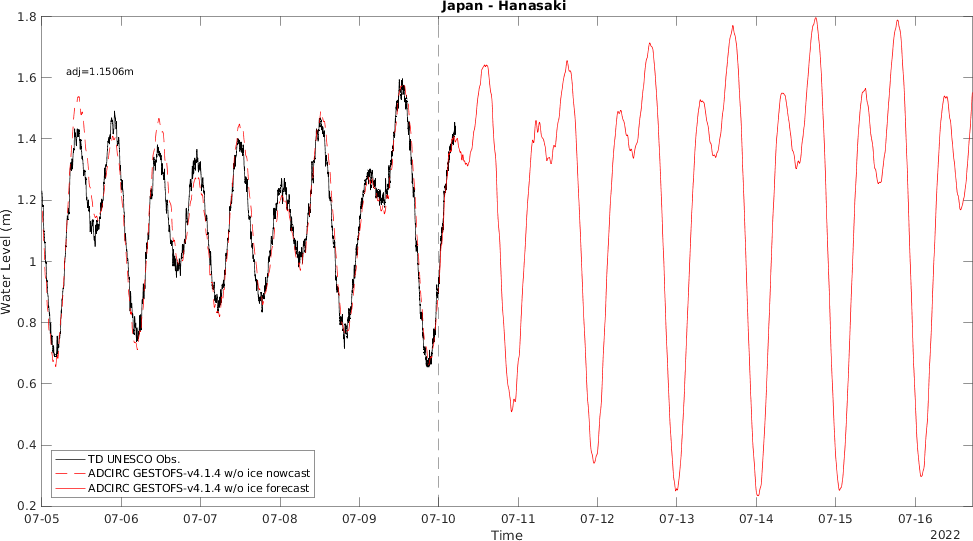 Japan - Hanasaki
1.8
1.6
1.4
1.2
1
0.8
0.6
0.4
0.2
Water Level (m)
adj=1.1506m
TD UNESCO Obs.
ADCIRC GESTOFS-v4.1.4 w/o ice nowcast
ADCIRC GESTOFS-v4.1.4 w/o ice forecast
07-05 07-06 07-07 07-08 07-09 07-10 07-11 07-12 07-13 07-14 07-15 07-16
Time
2022